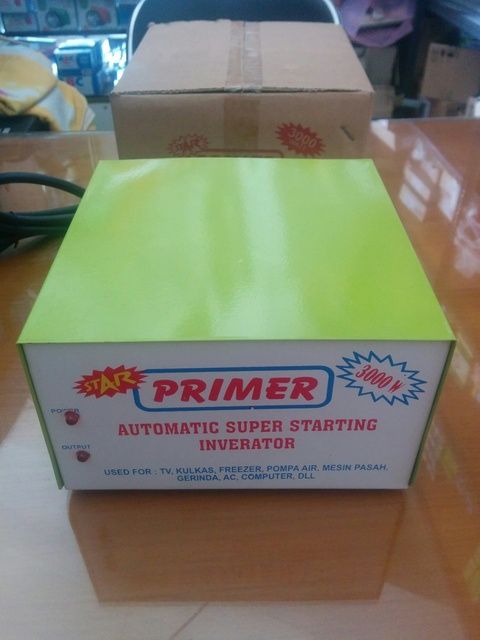 STAR
3000
STAR
PRIMER
3000 W
POWER
AUTOMATIC SUPER STARTING
INVERATOR
OUTPUT
USED FOR : TV, KULKAS, FREEZER, POMPA AIR, MESIN PASAH,
GERINDA, AC, COMPUTER, DLL